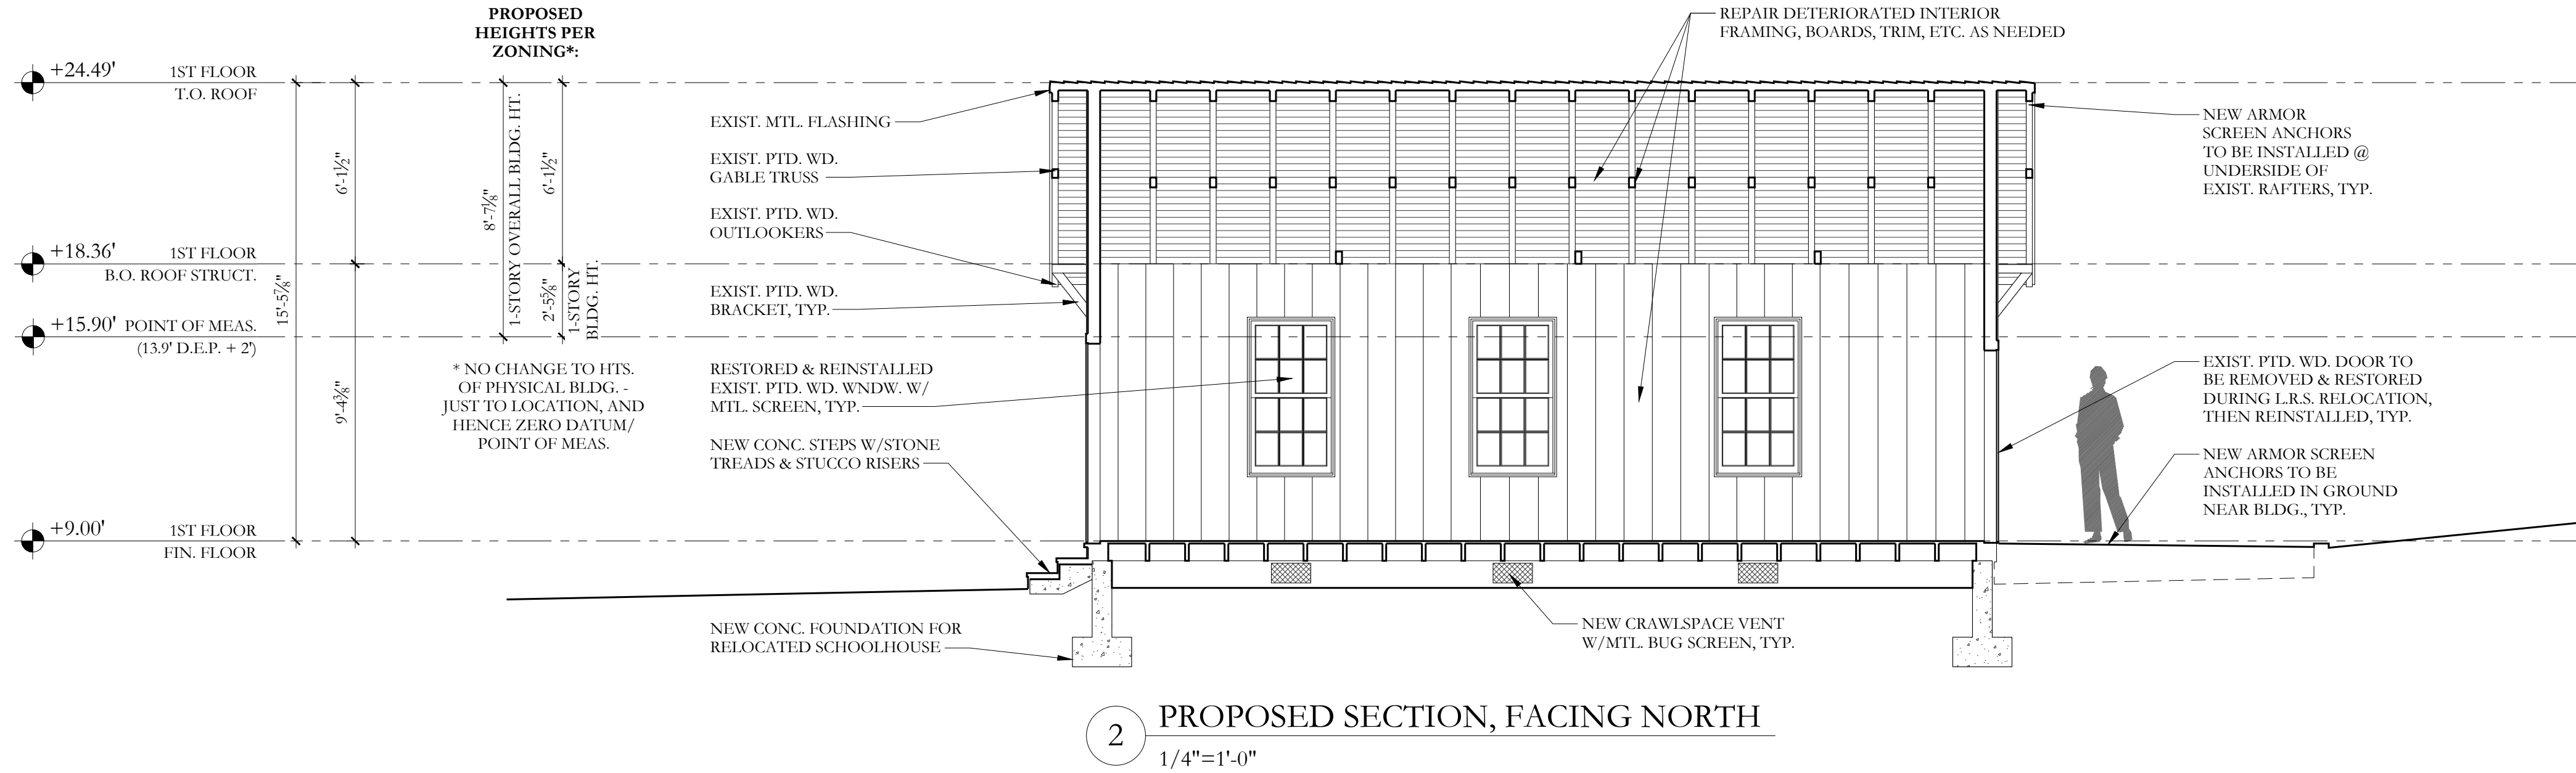 PROPOSED
HEIGHTS PER
ZONING*:
+24.49' 1ST FLOOR
T.O. ROOF
+18.36' 1ST FLOOR
B.O. ROOF STRUCT.
+15.90' POINT OF MEAS.
(13.9' D.E.P. + 2')
+9.00' 1ST FLOOR
FIN. FLOOR
15'-5⅞"
6'-1½"
9'-4⅜"
8'-7⅛"
1-STORY OVERALL BLDG. HT.
6'-1½"
2'-5⅝"
1-STORY
BLDG. HT.
* NO CHANGE TO HTS.
OF PHYSICAL BLDG. -
JUST TO LOCATION, AND
HENCE ZERO DATUM/
POINT OF MEAS.
EXIST. MTL. FLASHING
EXIST. PTD. WD.
GABLE TRUSS
EXIST. PTD. WD.
OUTLOOKERS
EXIST. PTD. WD.
BRACKET, TYP.
RESTORED & REINSTALLED
EXIST. PTD. WD. WNDW. W/
MTL. SCREEN, TYP.
NEW CONC. STEPS W/STONE
TREADS & STUCCO RISERS
NEW CONC. FOUNDATION FOR
RELOCATED SCHOOLHOUSE
REPAIR DETERIORATED INTERIOR
FRAMING, BOARDS, TRIM, ETC. AS NEEDED
NEW ARMOR
SCREEN ANCHORS
TO BE INSTALLED @
UNDERSIDE OF
EXIST. RAFTERS, TYP.
EXIST. PTD. WD. DOOR TO
BE REMOVED & RESTORED
DURING L.R.S. RELOCATION,
THEN REINSTALLED, TYP.
NEW ARMOR SCREEN
ANCHORS TO BE
INSTALLED IN GROUND
NEAR BLDG., TYP.
NEW CRAWLSPACE VENT
W/MTL. BUG SCREEN, TYP.
2 PROPOSED SECTION, FACING NORTH
1/4"=1'-0"